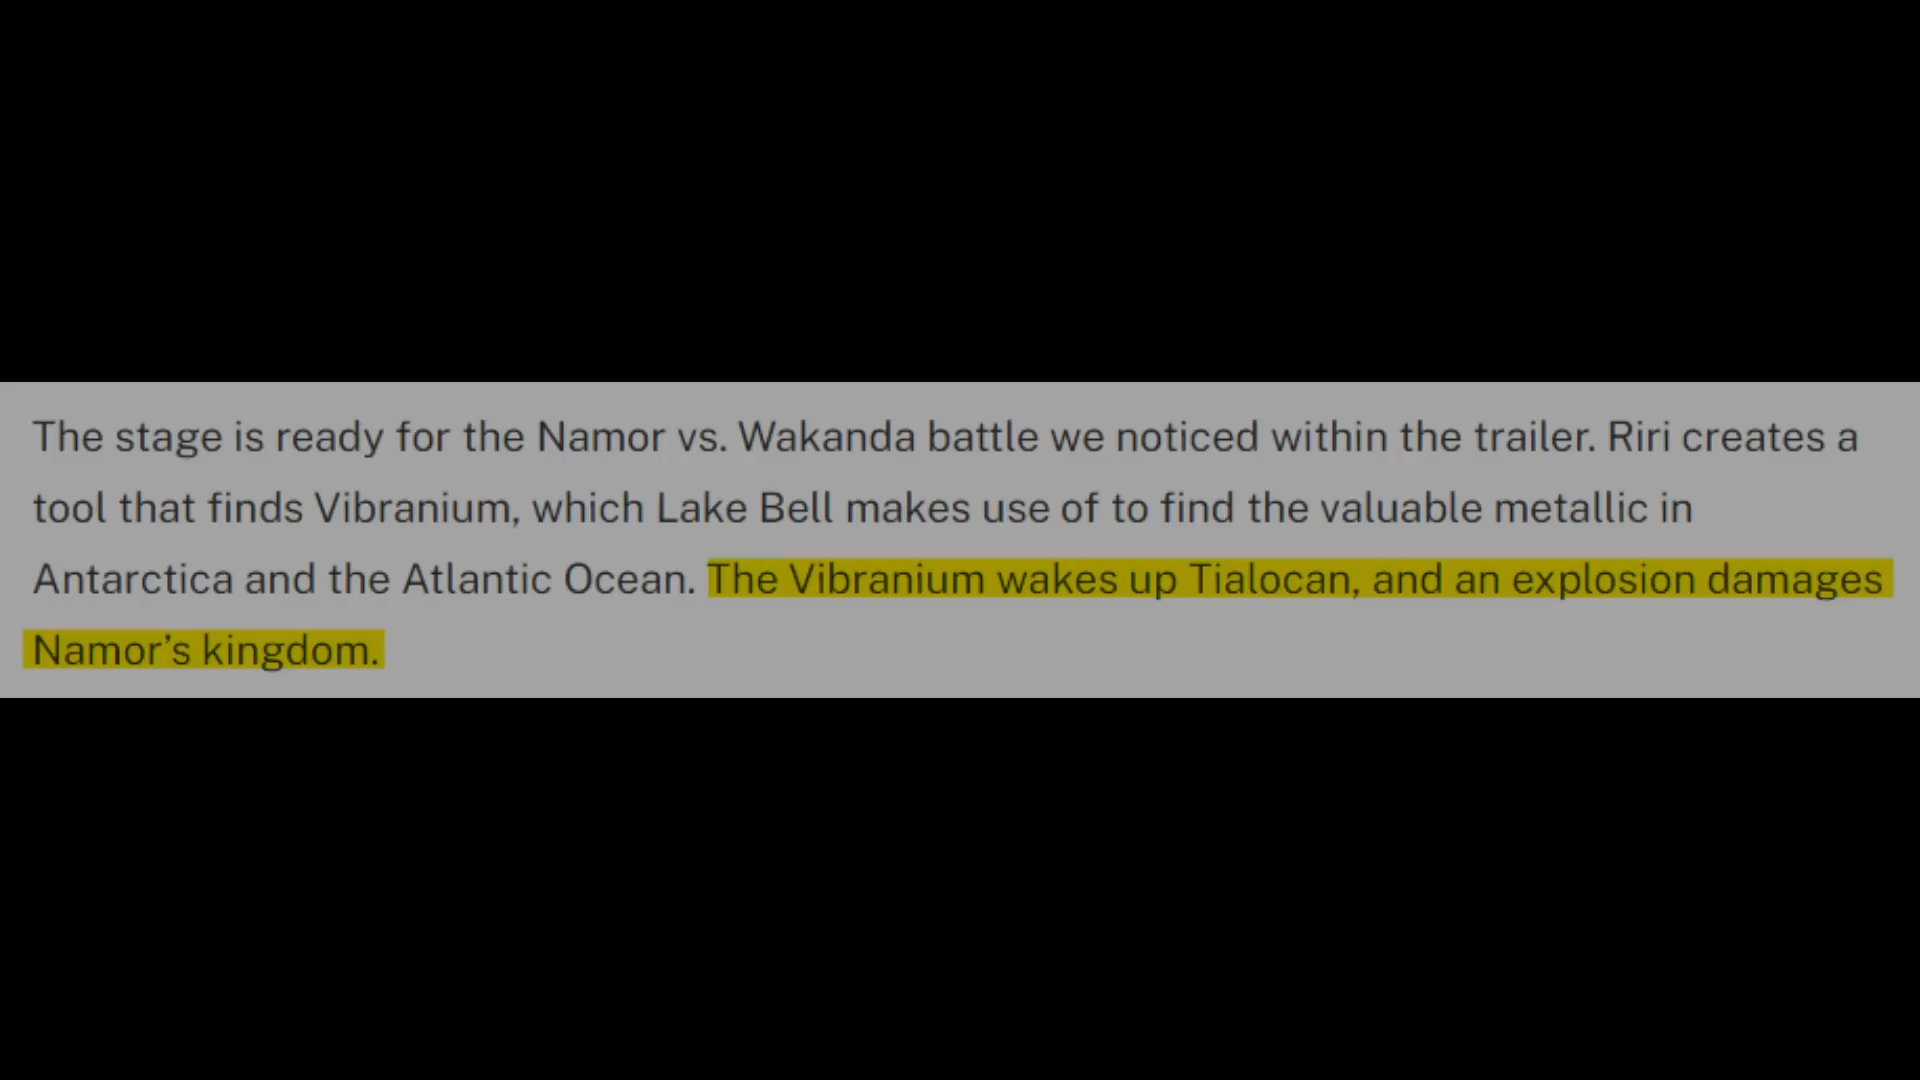 The stage is ready for the Namor vs. Wakanda battle we noticed within the trailer. Riri creates a
tool that finds Vibranium, which Lake Bell makes use of to find the valuable metallic in
Antarctica and the Atlantic Ocean. The Vibranium wakes up Tialocan, and an explosion damages
Namor’s kingdom.